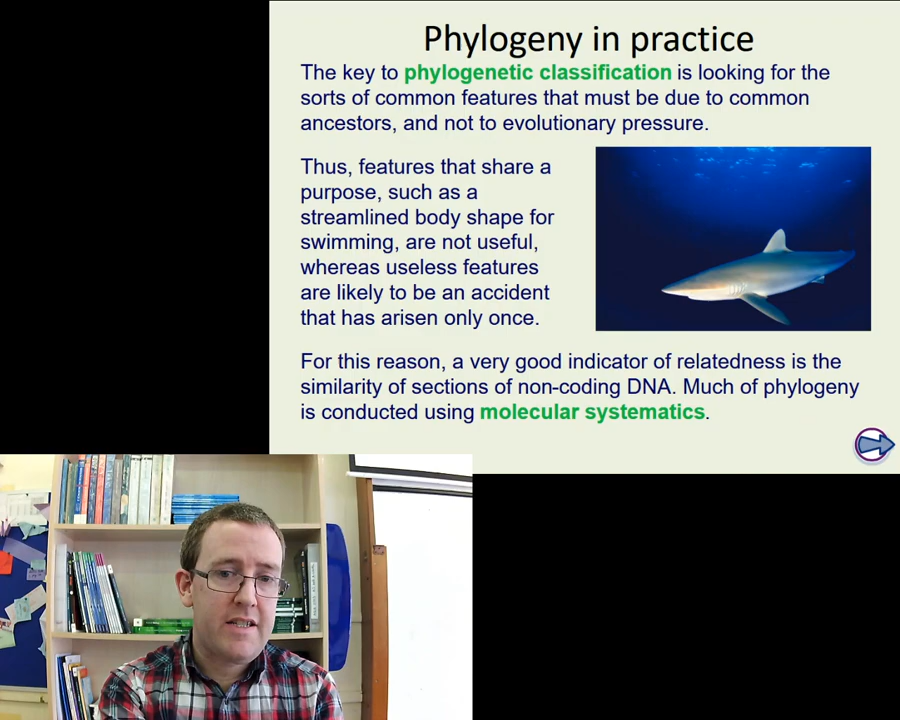 Phylogeny in practice
The key to phylogenetic classification is looking for the
sorts of common features that must be due to common
ancestors, and not to evolutionary pressure.
Thus, features that share a
purpose, such as a
streamlined body shape for
swimming, are not useful,
whereas useless features
are likely to be an accident
that has arisen only once.
For this reason, a very good indicator of relatedness is the
similarity of sections of non-coding DNA. Much of phylogeny
is conducted using molecular systematics.